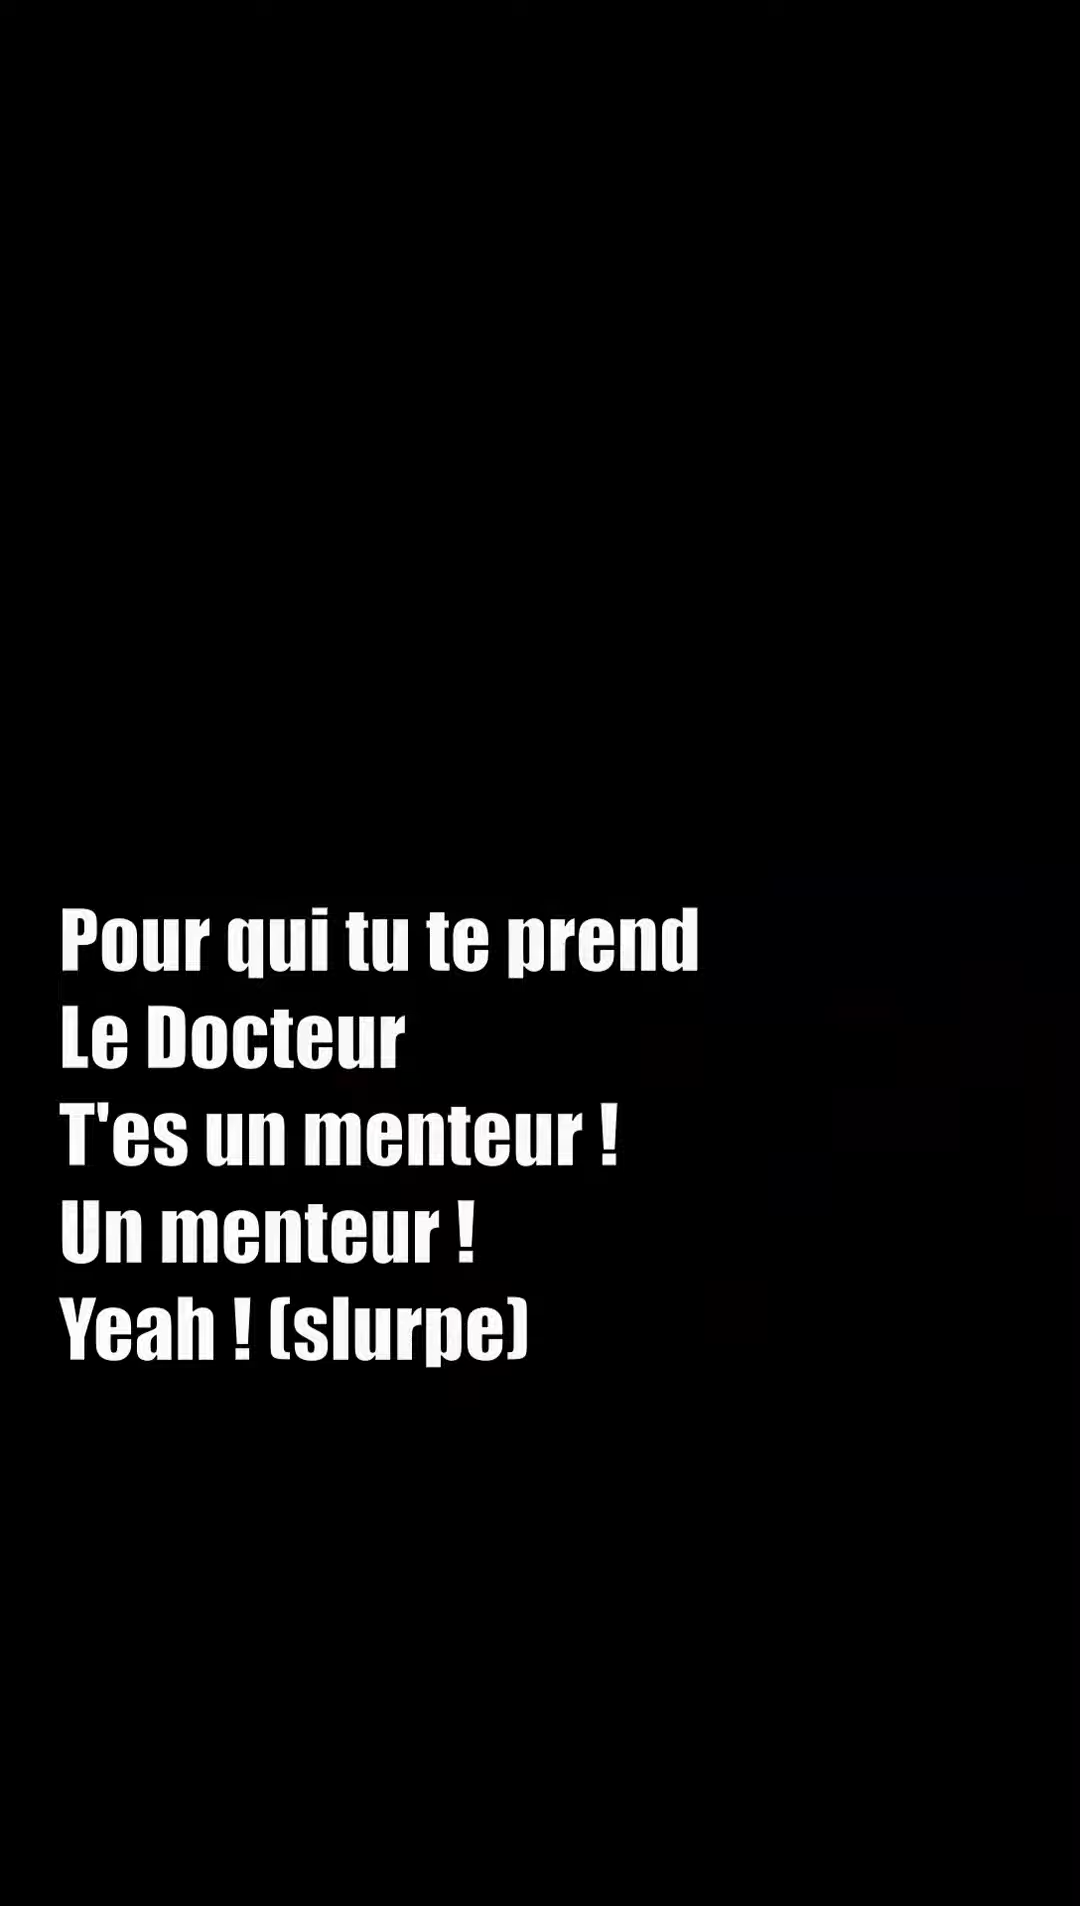 Pour qui tu te prend
Le Docteur
T'es un menteur !
Un menteur !
Yeah ! (slurpe)